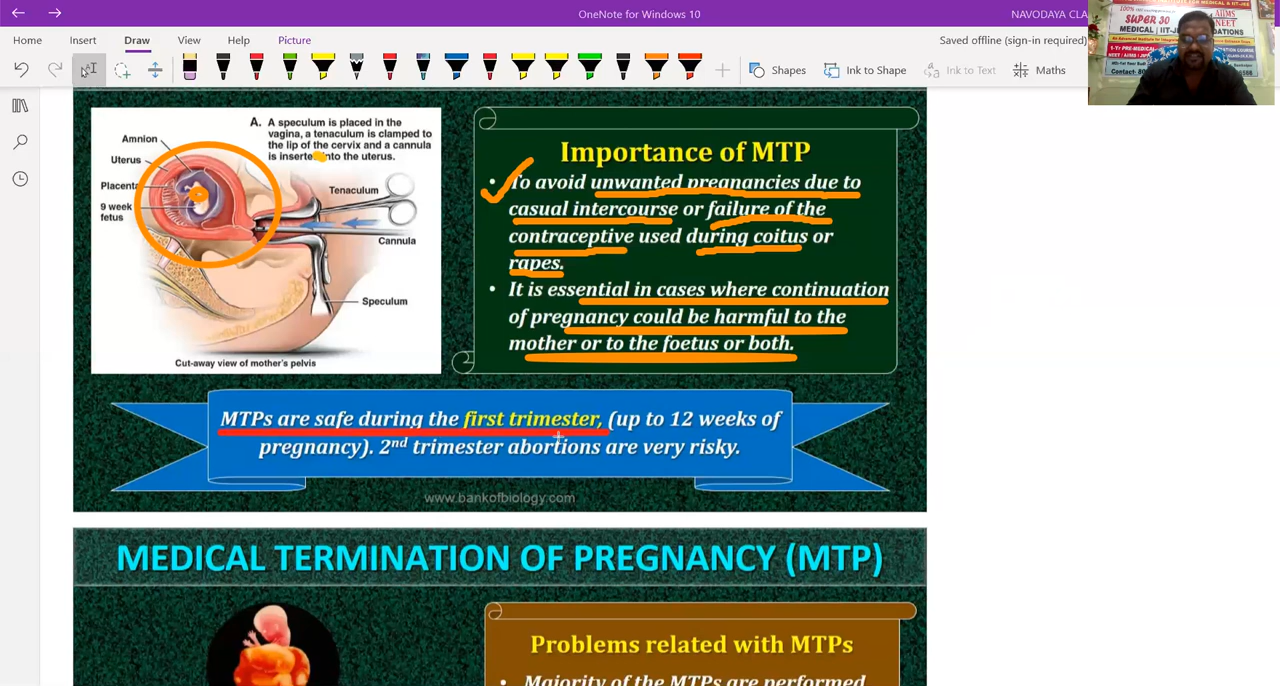 OneNote for Windows 10
NAVODAYA CLA
Home Insert Draw View Help Picture
Saved offline (sign-in required)
Shapes Ink to Shape Ink to Text Maths
SUPER 30
AIIMS
NEET
MEDICAL
A. A speculum is placed in the
vagina, a tenaculum is clamped to
the lip of the cervix and a cannula
is inserted into the uterus.
Amnion
Uterus
Placenta
9 week
fetus
Tenaculum
Cannula
Speculum
Cut-away view of mother's pelvis
Importance of MTP
• To avoid unwanted pregnancies due to
casual intercourse or failure of the
contraceptive used during coitus or
rapes.
• It is essential in cases where continuation
of pregnancy could be harmful to the
mother or to the foetus or both.
MTPs are safe during the first trimester, (up to 12 weeks of
pregnancy). 2nd trimester abortions are very risky.
www.bankofbiology.com
MEDICAL TERMINATION OF PREGNANCY (MTP)
Problems related with MTPs
• Majority of the MTPs are performed